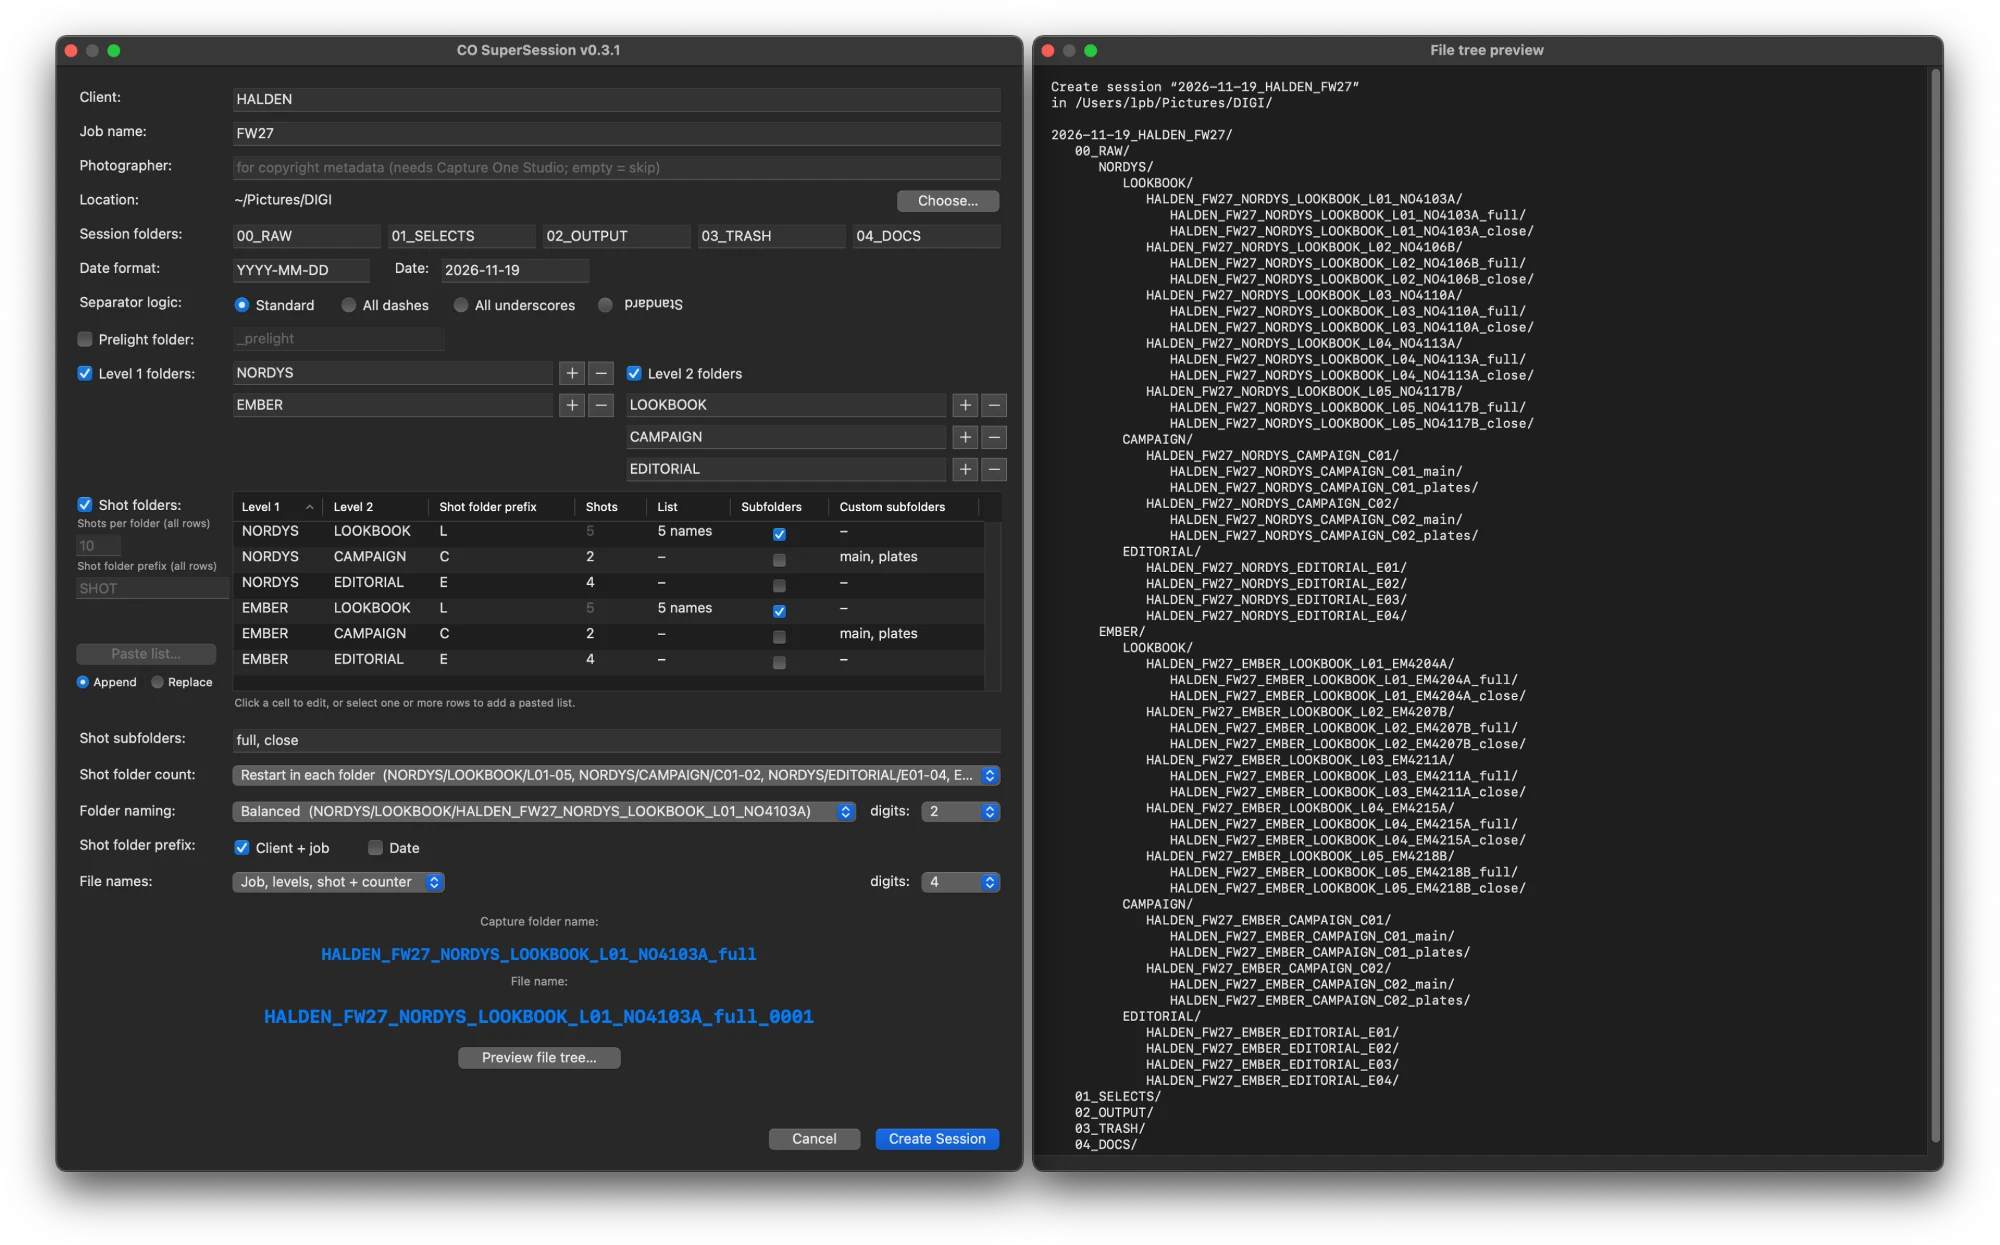 CO SuperSession v0.3.1
Client: HALDEN
Job name: FW27
Photographer: for copyright metadata (needs Capture One Studio; empty = skip)
Location: ~/Pictures/DIGI Choose...
Session folders: 00_RAW 01_SELECTS 02_OUTPUT 03_TRASH 04_DOCS
Date format: YYYY-MM-DD Date: 2026-11-19
Separator logic: Standard All dashes All underscores Standard
Prelight folder: _prelight
Level 1 folders: NORDYS + − Level 2 folders
EMBER + − LOOKBOOK + −
CAMPAIGN + −
EDITORIAL + −
Shot folders:
Shots per folder (all rows)
10
Shot folder prefix (all rows)
SHOT
Paste list...
Append Replace
Level 1 Level 2 Shot folder prefix Shots List Subfolders Custom subfolders
NORDYS LOOKBOOK L 5 5 names –
NORDYS CAMPAIGN C 2 – main, plates
NORDYS EDITORIAL E 4 – –
EMBER LOOKBOOK L 5 5 names –
EMBER CAMPAIGN C 2 – main, plates
EMBER EDITORIAL E 4 – –
Click a cell to edit, or select one or more rows to add a pasted list.
Shot subfolders: full, close
Shot folder count: Restart in each folder (NORDYS/LOOKBOOK/L01-05, NORDYS/CAMPAIGN/C01-02, NORDYS/EDITORIAL/E01-04, E...
Folder naming: Balanced (NORDYS/LOOKBOOK/HALDEN_FW27_NORDYS_LOOKBOOK_L01_NO4103A) digits: 2
Shot folder prefix: Client + job Date
File names: Job, levels, shot + counter digits: 4
Capture folder name:
HALDEN_FW27_NORDYS_LOOKBOOK_L01_NO4103A_full
File name:
HALDEN_FW27_NORDYS_LOOKBOOK_L01_NO4103A_full_0001
Preview file tree...
Cancel Create Session
File tree preview
Create session “2026-11-19_HALDEN_FW27”
in /Users/lpb/Pictures/DIGI/
2026-11-19_HALDEN_FW27/
00_RAW/
NORDYS/
LOOKBOOK/
HALDEN_FW27_NORDYS_LOOKBOOK_L01_NO4103A/
HALDEN_FW27_NORDYS_LOOKBOOK_L01_NO4103A_full/
HALDEN_FW27_NORDYS_LOOKBOOK_L01_NO4103A_close/
HALDEN_FW27_NORDYS_LOOKBOOK_L02_NO4106B/
HALDEN_FW27_NORDYS_LOOKBOOK_L02_NO4106B_full/
HALDEN_FW27_NORDYS_LOOKBOOK_L02_NO4106B_close/
HALDEN_FW27_NORDYS_LOOKBOOK_L03_NO4110A/
HALDEN_FW27_NORDYS_LOOKBOOK_L03_NO4110A_full/
HALDEN_FW27_NORDYS_LOOKBOOK_L03_NO4110A_close/
HALDEN_FW27_NORDYS_LOOKBOOK_L04_NO4113A/
HALDEN_FW27_NORDYS_LOOKBOOK_L04_NO4113A_full/
HALDEN_FW27_NORDYS_LOOKBOOK_L04_NO4113A_close/
HALDEN_FW27_NORDYS_LOOKBOOK_L05_NO4117B/
HALDEN_FW27_NORDYS_LOOKBOOK_L05_NO4117B_full/
HALDEN_FW27_NORDYS_LOOKBOOK_L05_NO4117B_close/
CAMPAIGN/
HALDEN_FW27_NORDYS_CAMPAIGN_C01/
HALDEN_FW27_NORDYS_CAMPAIGN_C01_main/
HALDEN_FW27_NORDYS_CAMPAIGN_C01_plates/
HALDEN_FW27_NORDYS_CAMPAIGN_C02/
HALDEN_FW27_NORDYS_CAMPAIGN_C02_main/
HALDEN_FW27_NORDYS_CAMPAIGN_C02_plates/
EDITORIAL/
HALDEN_FW27_NORDYS_EDITORIAL_E01/
HALDEN_FW27_NORDYS_EDITORIAL_E02/
HALDEN_FW27_NORDYS_EDITORIAL_E03/
HALDEN_FW27_NORDYS_EDITORIAL_E04/
EMBER/
LOOKBOOK/
HALDEN_FW27_EMBER_LOOKBOOK_L01_EM4204A/
HALDEN_FW27_EMBER_LOOKBOOK_L01_EM4204A_full/
HALDEN_FW27_EMBER_LOOKBOOK_L01_EM4204A_close/
HALDEN_FW27_EMBER_LOOKBOOK_L02_EM4207B/
HALDEN_FW27_EMBER_LOOKBOOK_L02_EM4207B_full/
HALDEN_FW27_EMBER_LOOKBOOK_L02_EM4207B_close/
HALDEN_FW27_EMBER_LOOKBOOK_L03_EM4211A/
HALDEN_FW27_EMBER_LOOKBOOK_L03_EM4211A_full/
HALDEN_FW27_EMBER_LOOKBOOK_L03_EM4211A_close/
HALDEN_FW27_EMBER_LOOKBOOK_L04_EM4215A/
HALDEN_FW27_EMBER_LOOKBOOK_L04_EM4215A_full/
HALDEN_FW27_EMBER_LOOKBOOK_L04_EM4215A_close/
HALDEN_FW27_EMBER_LOOKBOOK_L05_EM4218B/
HALDEN_FW27_EMBER_LOOKBOOK_L05_EM4218B_full/
HALDEN_FW27_EMBER_LOOKBOOK_L05_EM4218B_close/
CAMPAIGN/
HALDEN_FW27_EMBER_CAMPAIGN_C01/
HALDEN_FW27_EMBER_CAMPAIGN_C01_main/
HALDEN_FW27_EMBER_CAMPAIGN_C01_plates/
HALDEN_FW27_EMBER_CAMPAIGN_C02/
HALDEN_FW27_EMBER_CAMPAIGN_C02_main/
HALDEN_FW27_EMBER_CAMPAIGN_C02_plates/
EDITORIAL/
HALDEN_FW27_EMBER_EDITORIAL_E01/
HALDEN_FW27_EMBER_EDITORIAL_E02/
HALDEN_FW27_EMBER_EDITORIAL_E03/
HALDEN_FW27_EMBER_EDITORIAL_E04/
01_SELECTS/
02_OUTPUT/
03_TRASH/
04_DOCS/